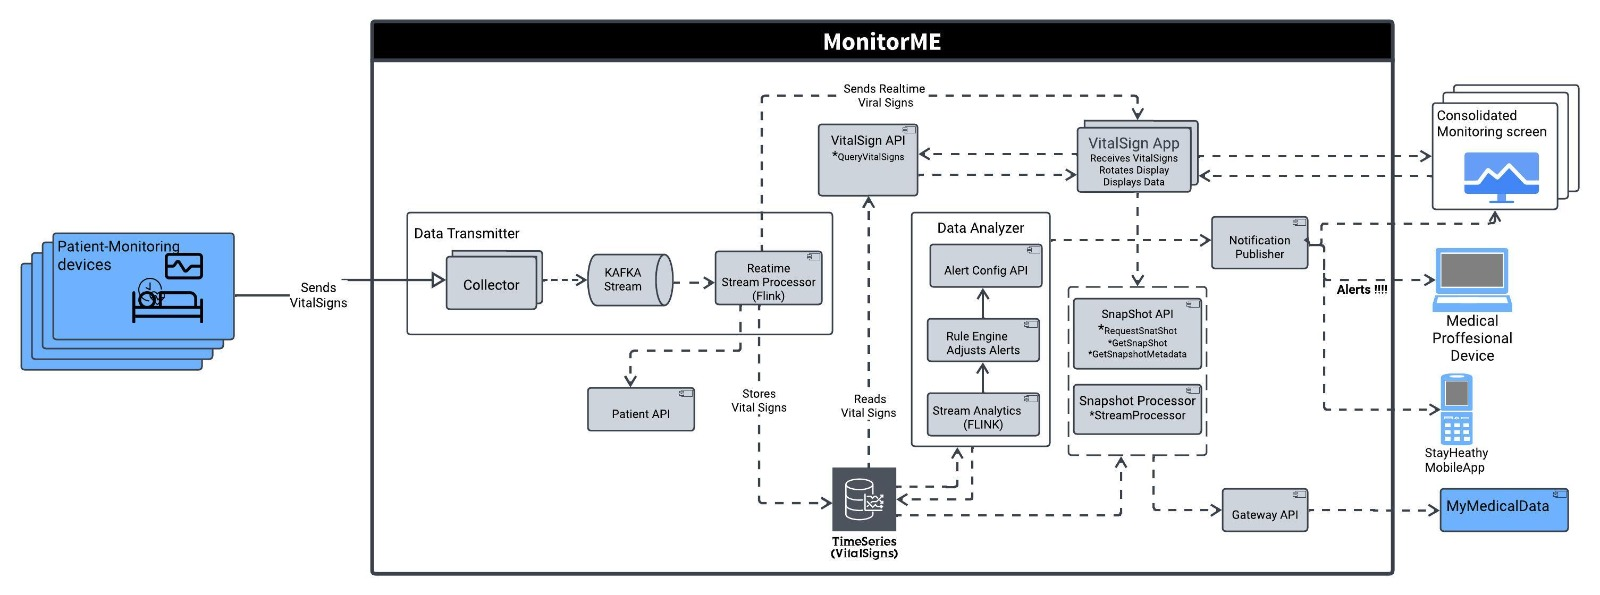 MonitorME
Sends Realtime
Viral Signs
VitalSign API
*QueryVitalSigns
VitalSign App
Receives VitalSigns
Rotates Display
Displays Data
Consolidated
Monitoring screen
Patient-Monitoring
devices
Sends
VitalSigns
Data Transmitter
Collector
KAFKA
Stream
Reatime
Stream Processor
(Flink)
Patient API
Stores
Vital Signs
Reads
Vital Signs
TimeSeries
(VitalSigns)
Data Analyzer
Alert Config API
Rule Engine
Adjusts Alerts
Stream Analytics
(FLINK)
SnapShot API
*RequestSnatShot
*GetSnapShot
*GetSnapshotMetadata
Snapshot Processor
*StreamProcessor
Notification
Publisher
Alerts !!!!
Medical
Proffesional
Device
StayHeathy
MobileApp
Gateway API
MyMedicalData